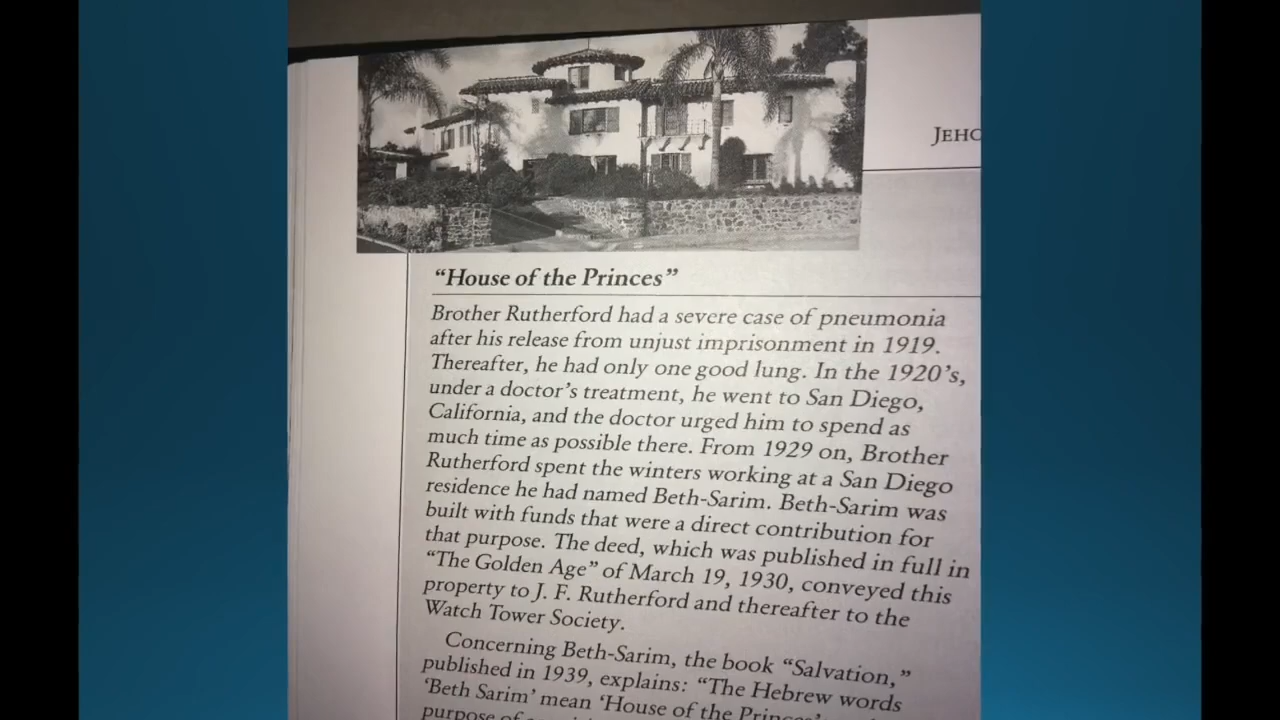 JEHO
“House of the Princes”
Brother Rutherford had a severe case of pneumonia
after his release from unjust imprisonment in 1919.
Thereafter, he had only one good lung. In the 1920’s,
under a doctor’s treatment, he went to San Diego,
California, and the doctor urged him to spend as
much time as possible there. From 1929 on, Brother
Rutherford spent the winters working at a San Diego
residence he had named Beth-Sarim. Beth-Sarim was
built with funds that were a direct contribution for
that purpose. The deed, which was published in full in
“The Golden Age” of March 19, 1930, conveyed this
property to J. F. Rutherford and thereafter to the
Watch Tower Society.
Concerning Beth-Sarim, the book “Salvation,”
published in 1939, explains: “The Hebrew words
‘Beth Sarim’ mean ‘House of the Princes’
purpose of